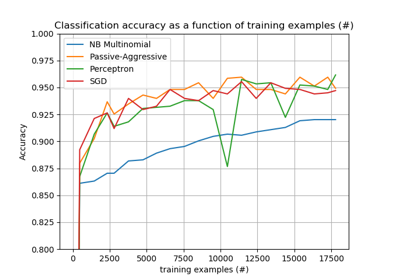 Classification accuracy as a function of training examples (#)
1.000
NB Multinomial
Passive-Aggressive
Perceptron
SGD
0.975
0.950
0.925
0.900
0.875
0.850
0.825
0.800
Accuracy
0 2500 5000 7500 10000 12500 15000 17500
training examples (#)